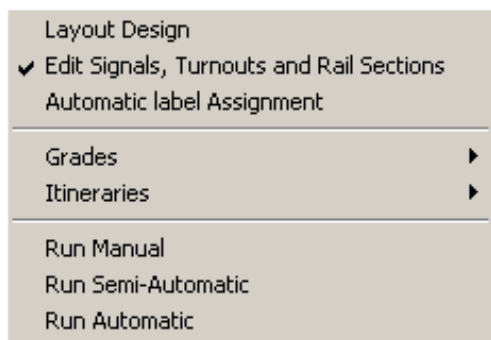 Layout Design
Edit Signals, Turnouts and Rail Sections
Automatic label Assignment
Grades
Itineraries
Run Manual
Run Semi-Automatic
Run Automatic